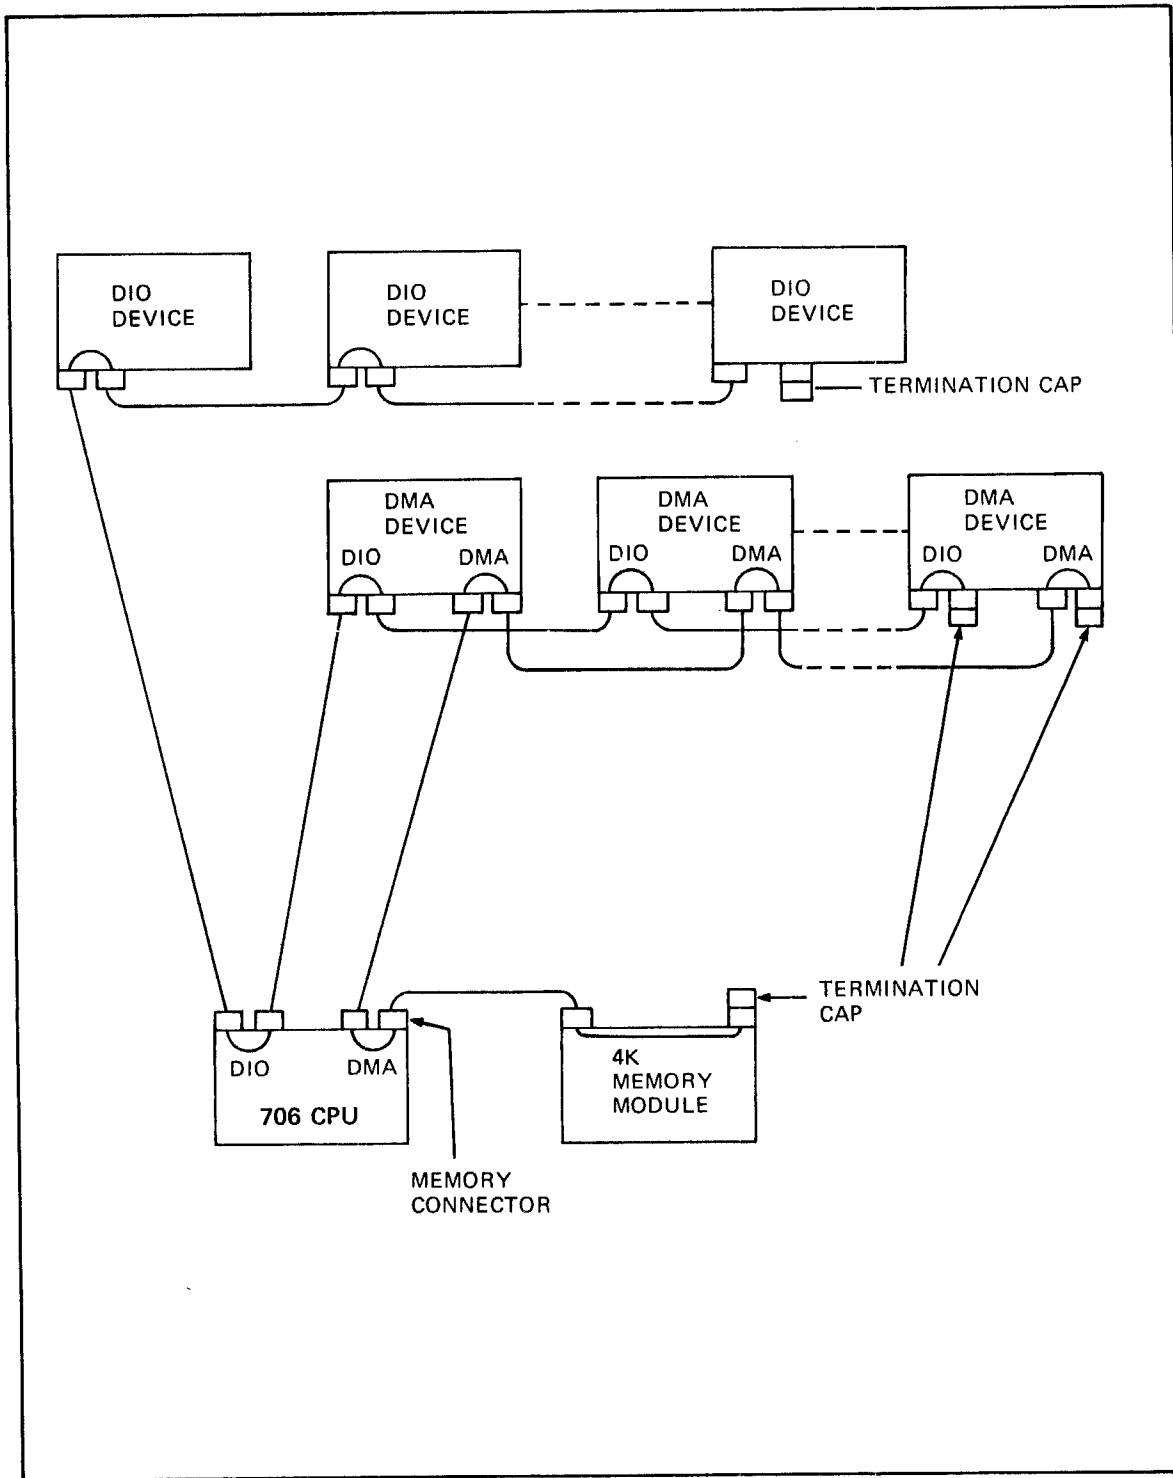 DIO
DEVICE
DIO
DEVICE
DIO
DEVICE
TERMINATION CAP
DMA
DEVICE
DIO DMA
DMA
DEVICE
DIO DMA
DMA
DEVICE
DIO DMA
TERMINATION
CAP
DIO DMA
706 CPU
4K
MEMORY
MODULE
MEMORY
CONNECTOR